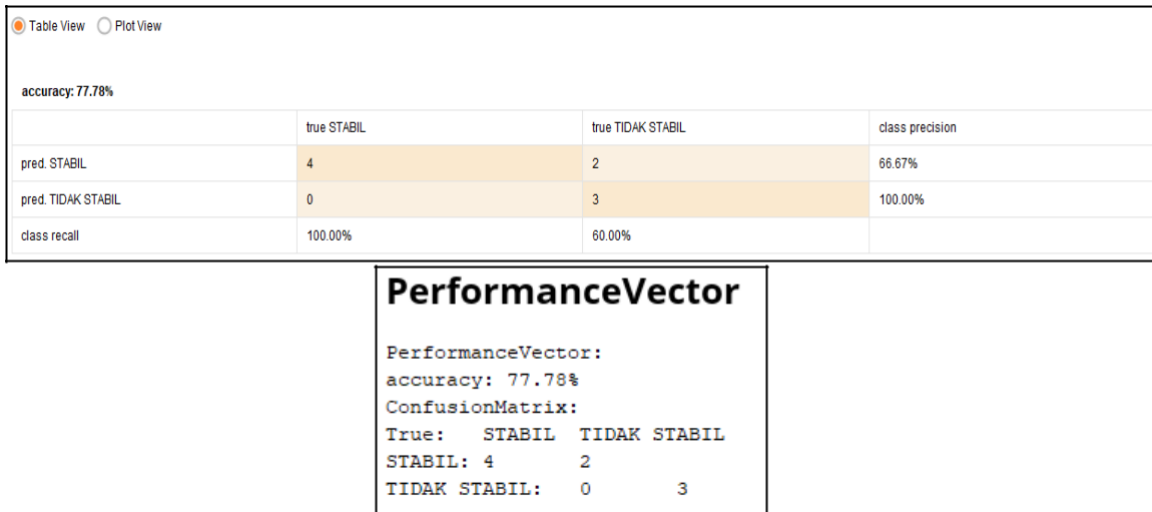 Table View Plot View
accuracy: 77.78%
true STABIL true TIDAK STABIL class precision
pred. STABIL 4 2 66.67%
pred. TIDAK STABIL 0 3 100.00%
class recall 100.00% 60.00%
PerformanceVector
PerformanceVector:
accuracy: 77.78%
ConfusionMatrix:
True: STABIL TIDAK STABIL
STABIL: 4 2
TIDAK STABIL: 0 3